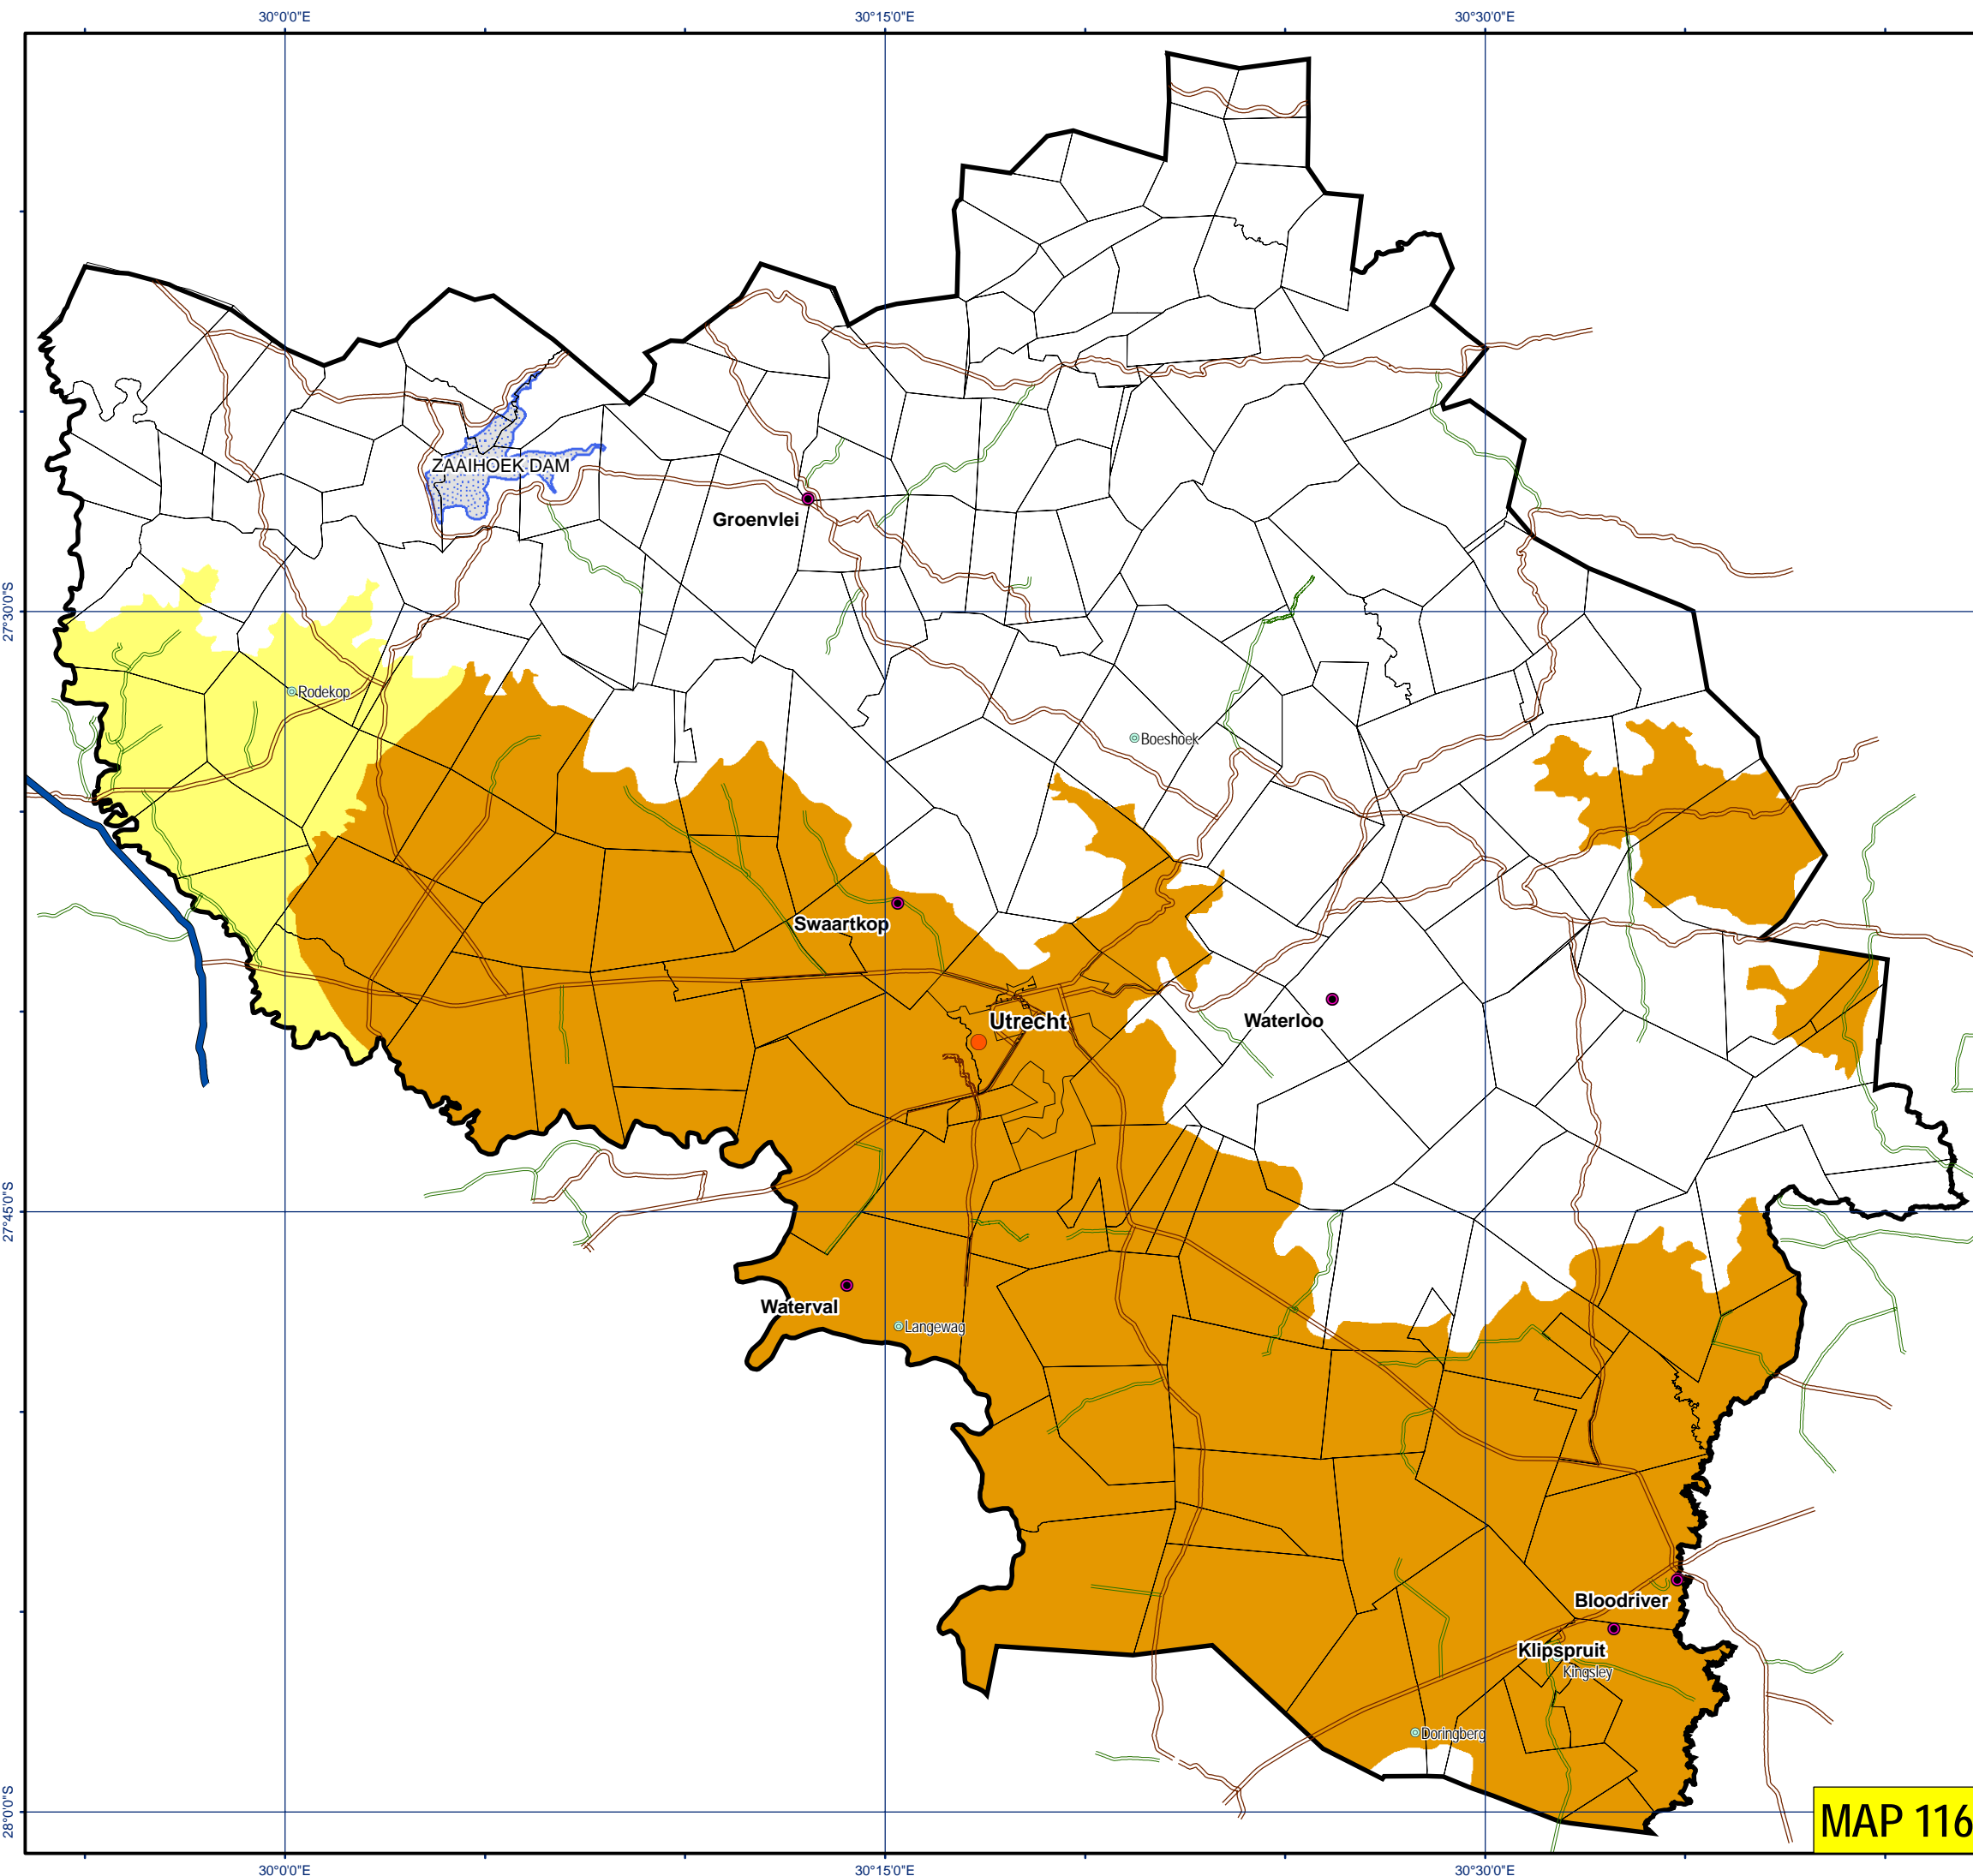 30°0'0"E
30°15'0"E
30°30'0"E
ZAAIHOEK DAM
Groenvlei
27°30'0"S
Rodekop
Boeshoek
Swaartkop
Utrecht
Waterloo
27°45'0"S
Waterval
Langewag
Bloodriver
Klipspruit
Kingsley
Doringberg
28°0'0"S
MAP 116
30°0'0"E
30°15'0"E
30°30'0"E